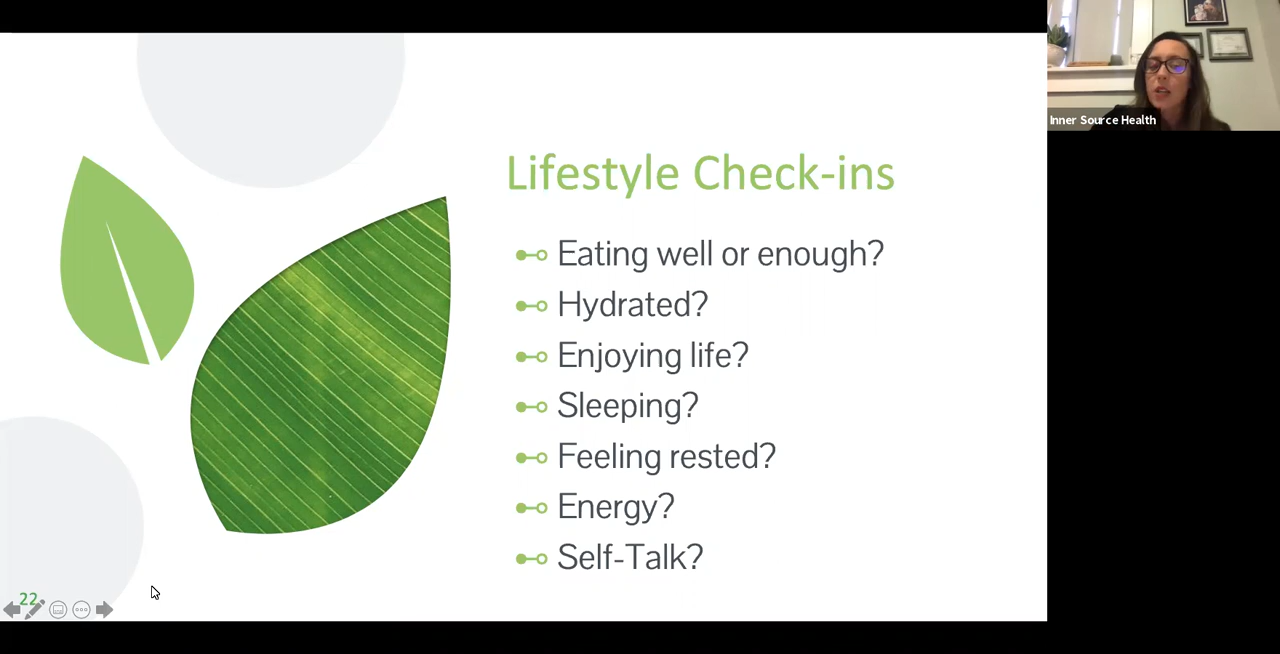 Lifestyle Check-ins
Eating well or enough?
Hydrated?
Enjoying life?
Sleeping?
Feeling rested?
Energy?
Self-Talk?
22
Inner Source Health